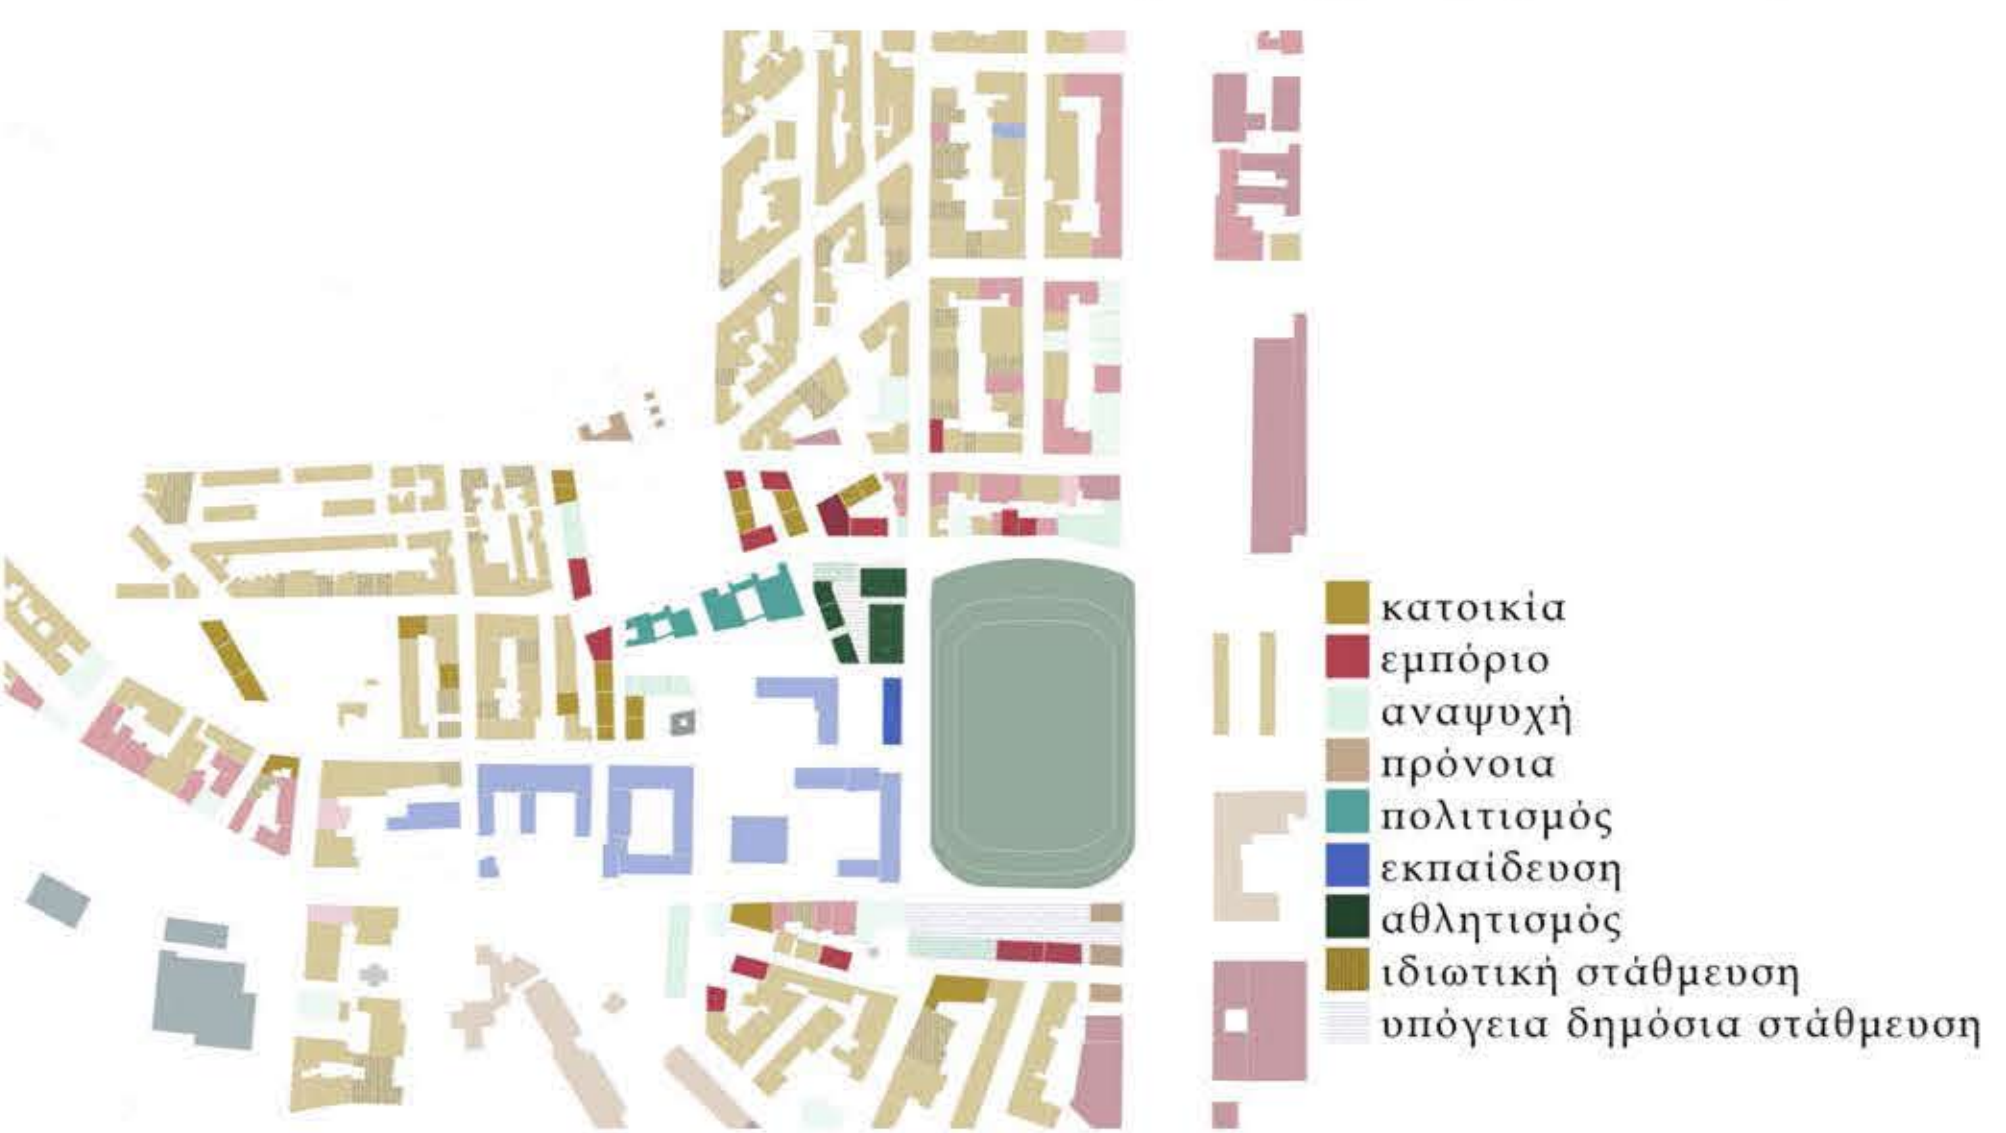 κατοικία
εμπόριο
αναψυχή
πρόνοια
πολιτισμός
εκπαίδευση
αθλητισμός
ιδιωτική στάθμευση
υπόγεια δημόσια στάθμευση